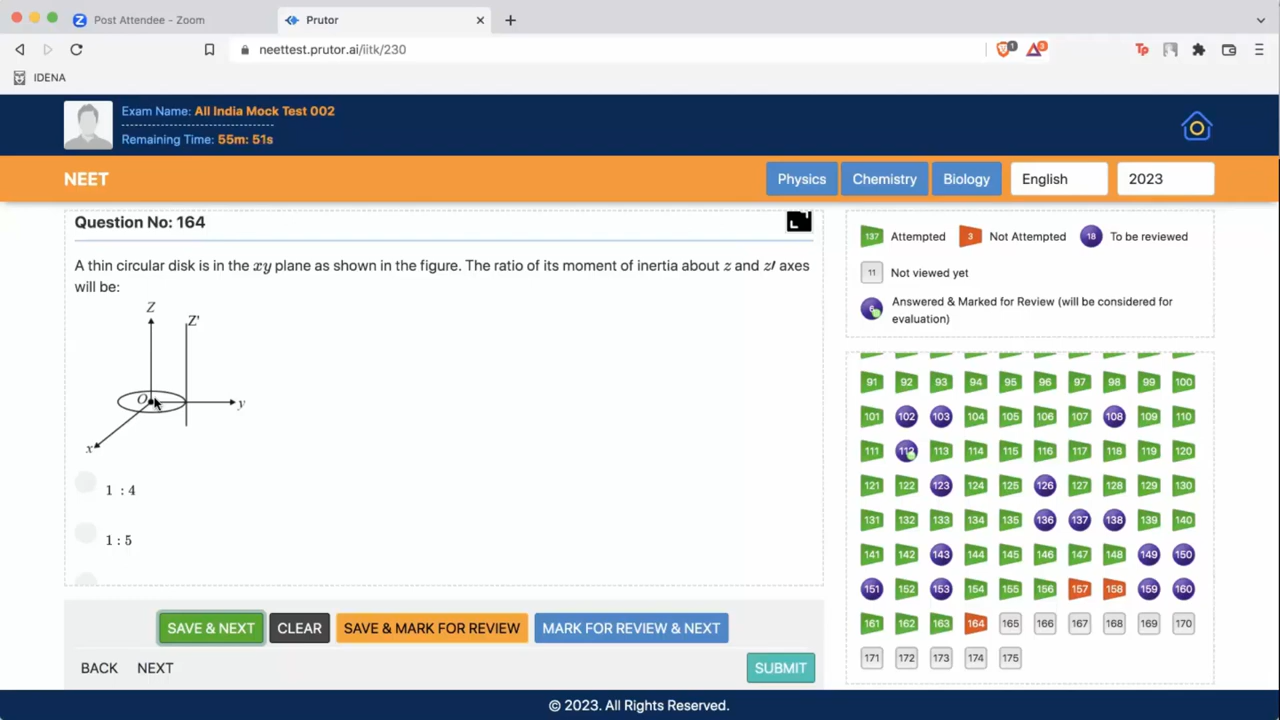 Post Attendee - Zoom
Prutor
neettest.prutor.ai/iitk/230
1
3
Tp
IDENA
Exam Name: All India Mock Test 002
Remaining Time: 55m: 51s
NEET
Physics
Chemistry
Biology
English
2023
Question No: 164
A thin circular disk is in the xy plane as shown in the figure. The ratio of its moment of inertia about z and z′ axes
will be:
Z
Z'
O
y
x
1 : 4
1 : 5
SAVE & NEXT
CLEAR
SAVE & MARK FOR REVIEW
MARK FOR REVIEW & NEXT
BACK
NEXT
SUBMIT
137 Attempted
3 Not Attempted
18 To be reviewed
11 Not viewed yet
Answered & Marked for Review (will be considered for
evaluation)
91 92 93 94 95 96 97 98 99 100
101 102 103 104 105 106 107 108 109 110
111 112 113 114 115 116 117 118 119 120
121 122 123 124 125 126 127 128 129 130
131 132 133 134 135 136 137 138 139 140
141 142 143 144 145 146 147 148 149 150
151 152 153 154 155 156 157 158 159 160
161 162 163 164 165 166 167 168 169 170
171 172 173 174 175
© 2023. All Rights Reserved.